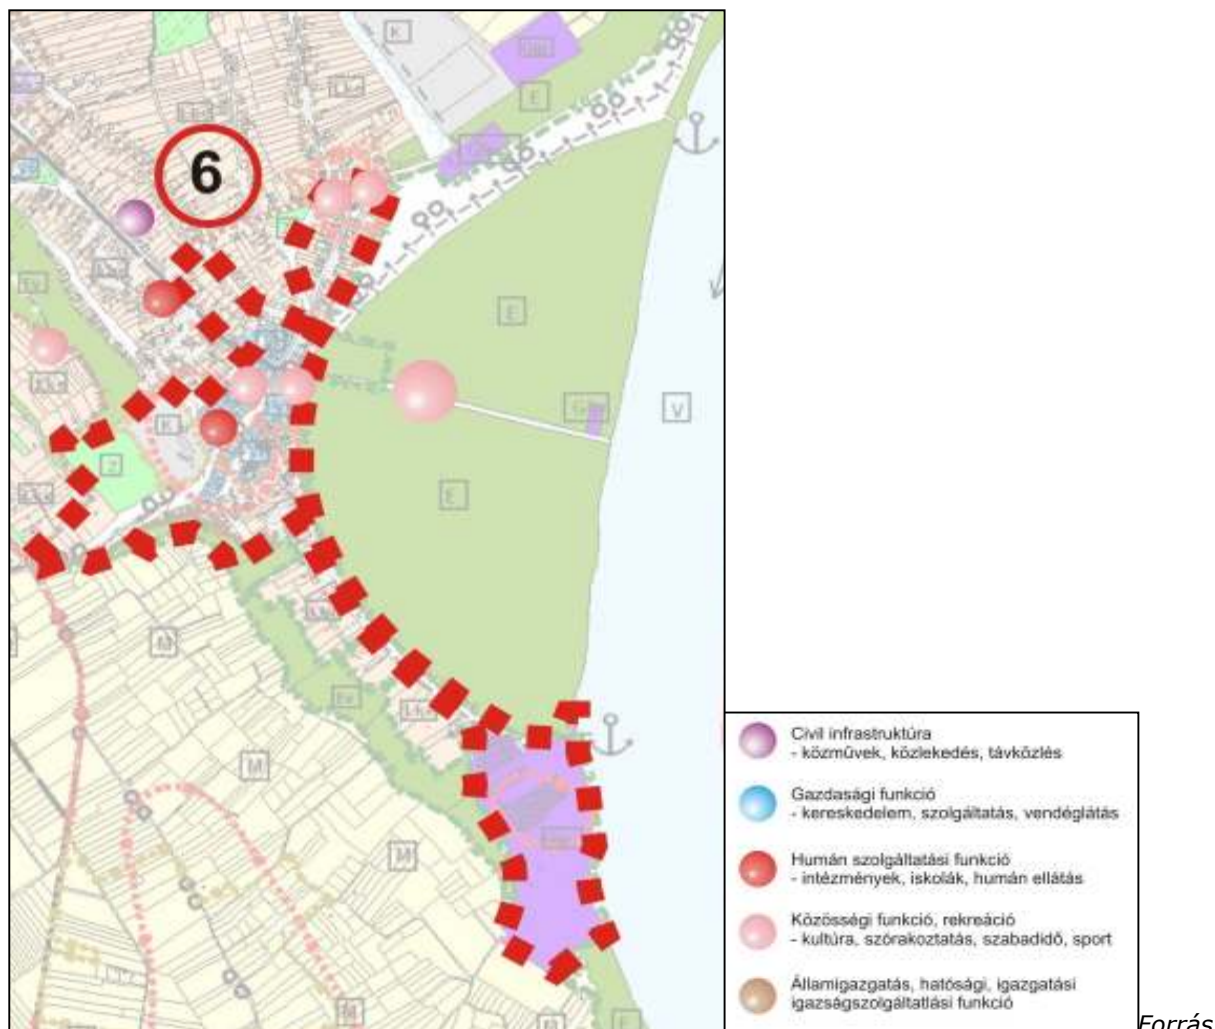 6
K
E
E
V
E
K
Z
M
M
M
M
Civil infrastruktúra
- közművek, közlekedés, távközlés
Gazdasági funkció
- kereskedelem, szolgáltatás, vendéglátás
Humán szolgáltatási funkció
- intézmények, iskolák, humán ellátás
Közösségi funkció, rekreáció
- kultúra, szórakoztatás, szabadidő, sport
Államigazgatás, hatósági, igazgatási
igazságszolgáltatlási funkció
Forrás